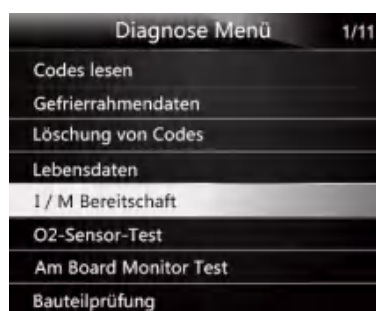 Diagnose Menü 1/11
Codes lesen
Gefrierrahmendaten
Löschung von Codes
Lebensdaten
I / M Bereitschaft
O2-Sensor-Test
Am Board Monitor Test
Bauteilprüfung